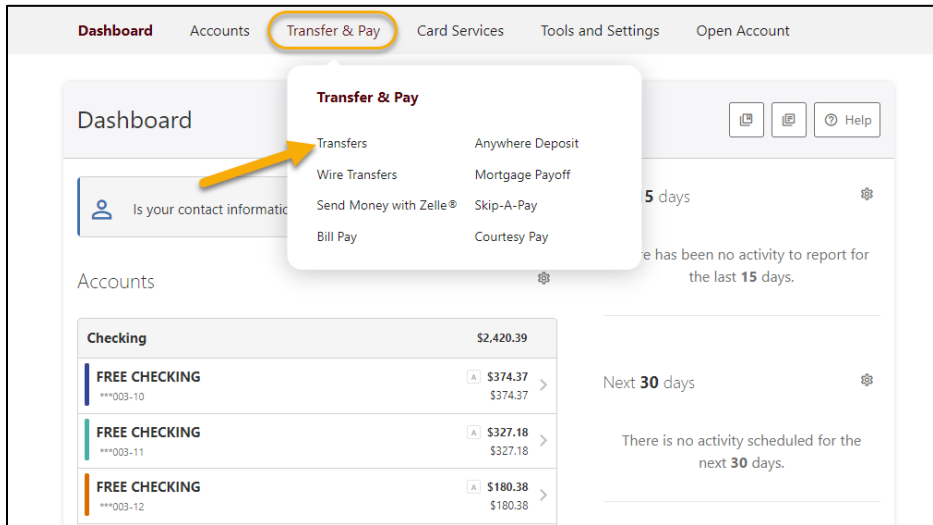 Dashboard Accounts Transfer & Pay Card Services Tools and Settings Open Account
Transfer & Pay
Transfers Anywhere Deposit
Wire Transfers Mortgage Payoff
Send Money with Zelle® Skip-A-Pay
Bill Pay Courtesy Pay
Dashboard
Help
Is your contact
Accounts
Checking $2,420.39
FREE CHECKING A $374.37
***003-10 $374.37
FREE CHECKING A $327.18
***003-11 $327.18
FREE CHECKING A $180.38
***003-12 $180.38
5 days
has been no activity to report for
the last 15 days.
Next 30 days
There is no activity scheduled for the
next 30 days.